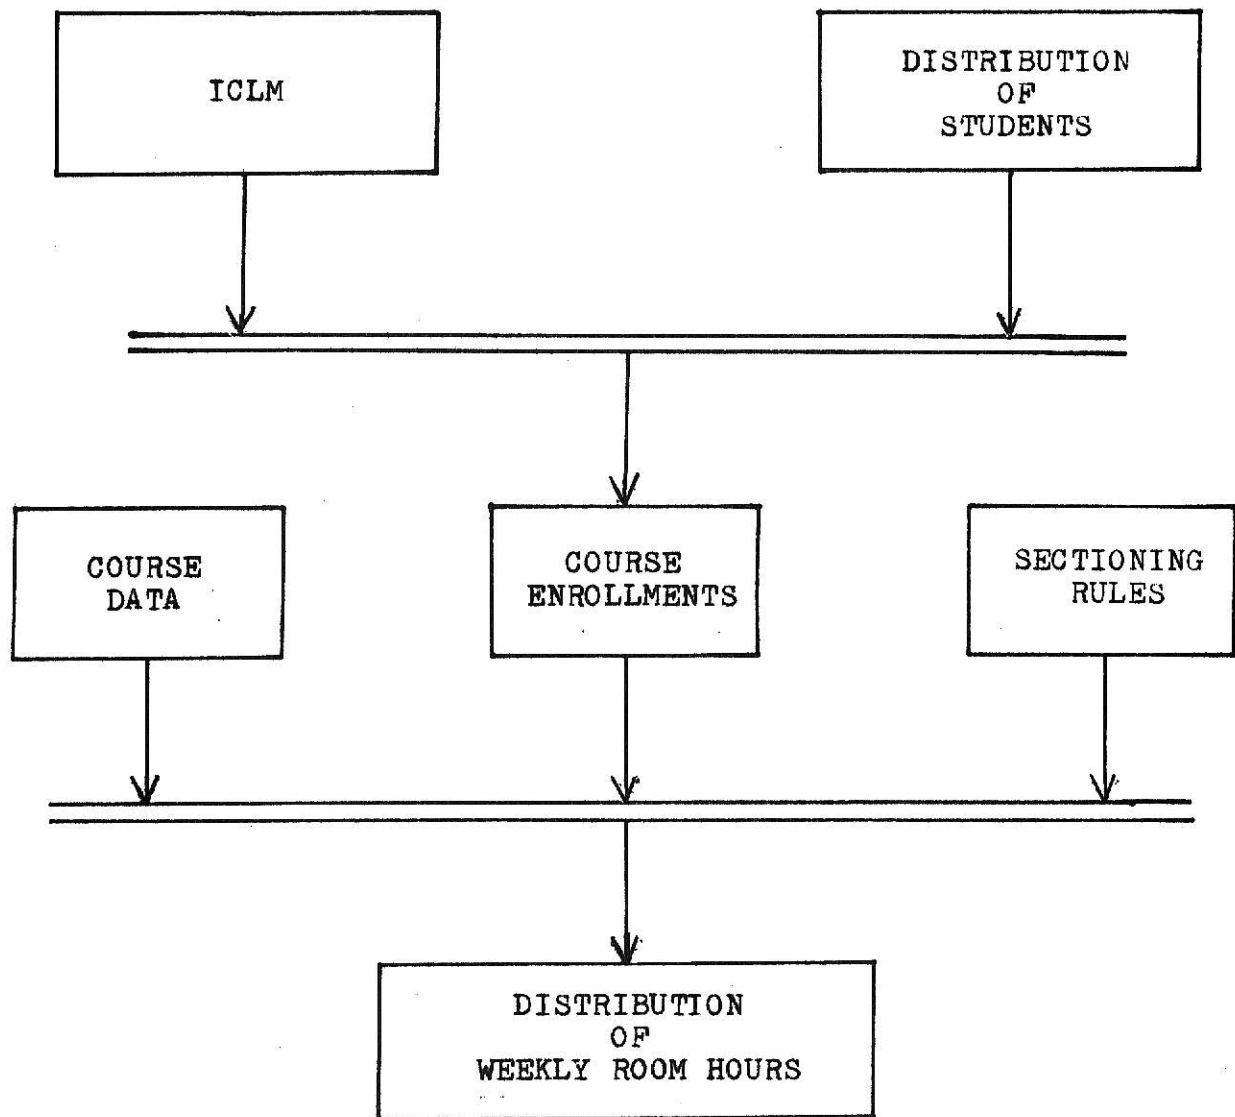 ICLM
DISTRIBUTION
OF
STUDENTS
COURSE
DATA
COURSE
ENROLLMENTS
SECTIONING
RULES
DISTRIBUTION
OF
WEEKLY ROOM HOURS